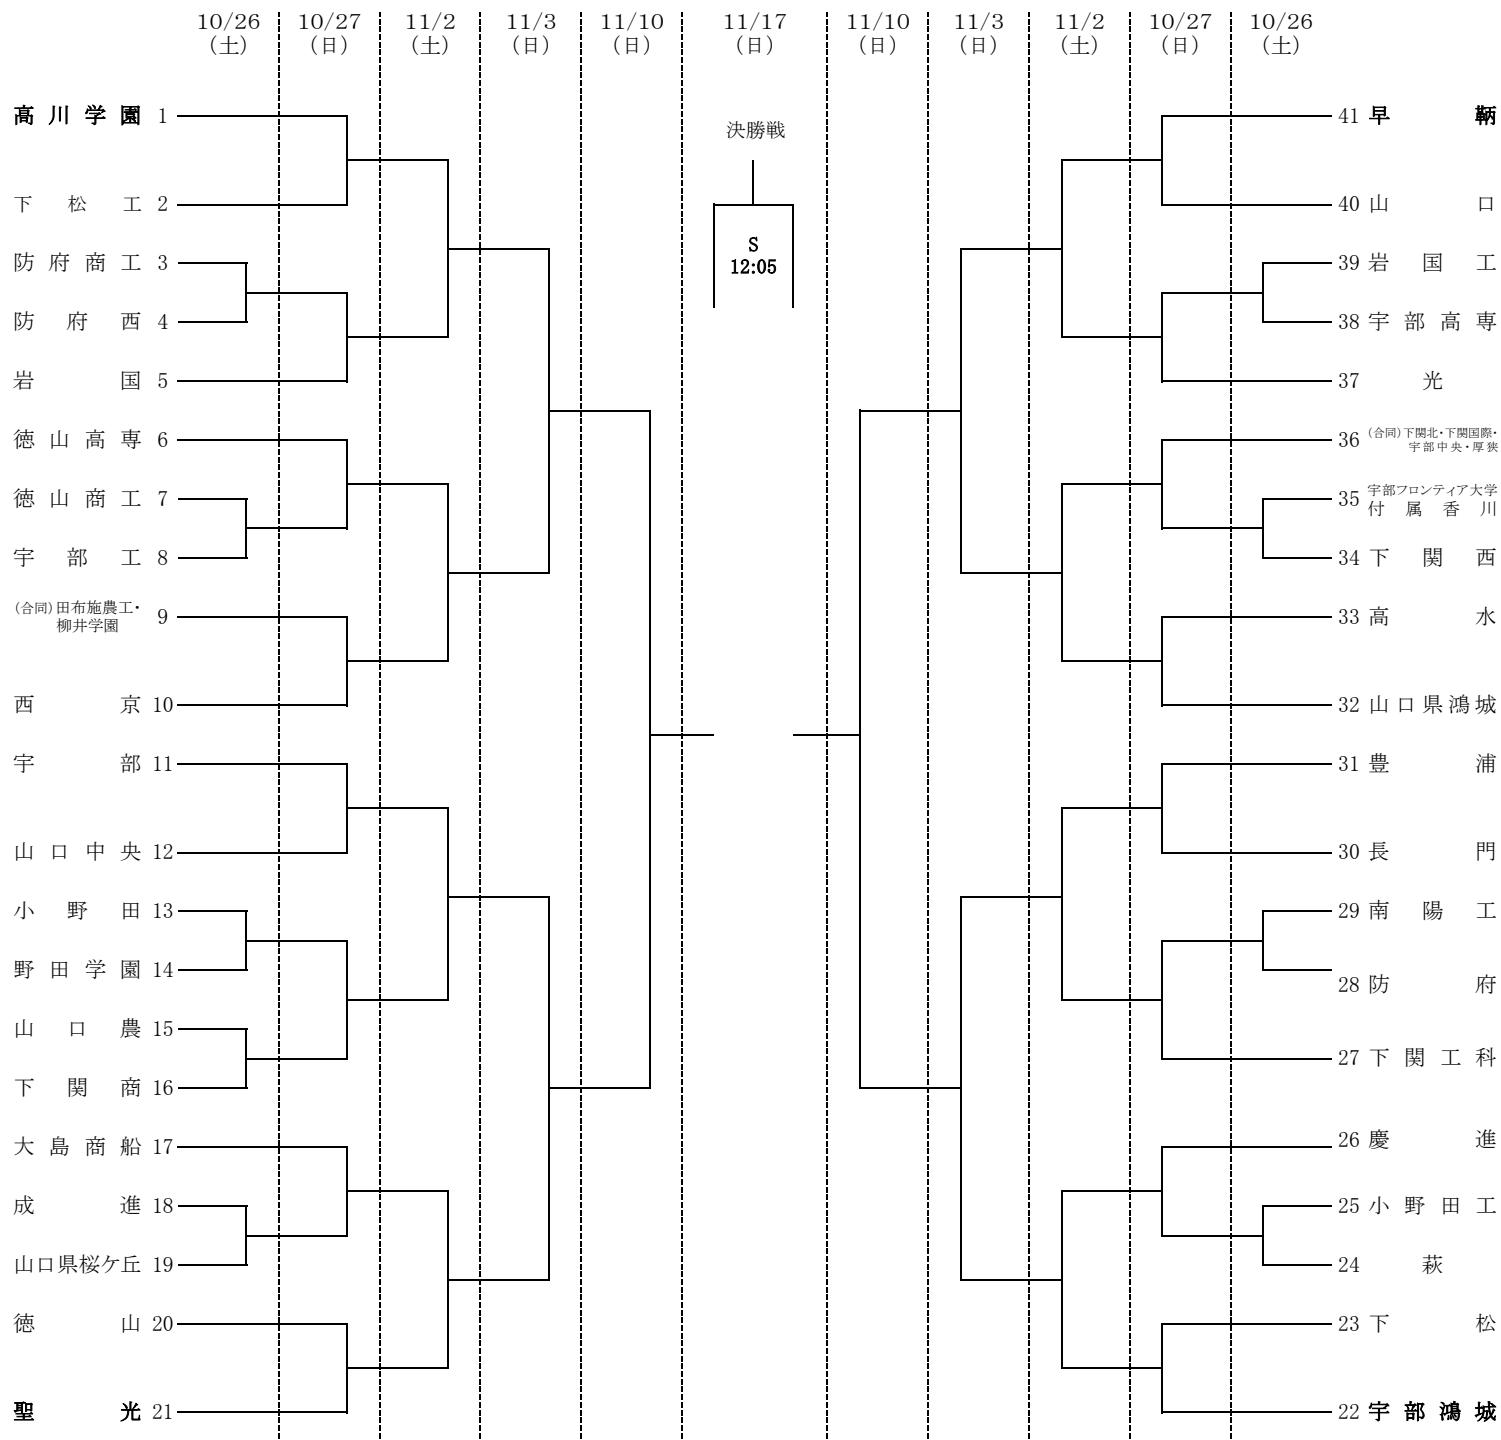 10/26 10/27 11/2 11/3 11/10 11/17 11/10 11/3 11/2 10/27 10/26
(土) (日) (土) (日) (日) (日) (日) (日) (土) (日) (土)
決勝戦
S
12:05
高川学園 1
下松工 2
防府商工 3
防府西 4
岩国 5
徳山高専 6
徳山商工 7
宇部工 8
(合同)田布施農工・
柳井学園 9
西京 10
宇部 11
山口中央 12
小野田 13
野田学園 14
山口農 15
下関商 16
大島商船 17
成進 18
山口県桜ケ丘 19
徳山 20
聖光 21
41 早鞆
40 山口
39 岩国工
38 宇部高専
37 光
36 (合同)下関北・下関国際・
宇部中央・厚狭
35 宇部フロンティア大学
付属香川
34 下関西
33 高水
32 山口県鴻城
31 豊浦
30 長門
29 南陽工
28 防府
27 下関工科
26 慶進
25 小野田工
24 萩
23 下松
22 宇部鴻城